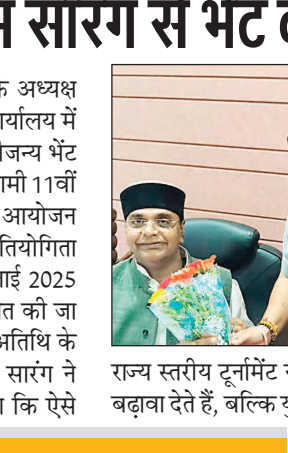 सारंग से भेंट
अध्यक्ष
कार्यालय में
सौजन्य भेंट
11वीं
आयोजन
2025
की जा
अतिथि के
सारंग ने
कि ऐसे
राज्य स्तरीय टूर्नामेंट
बढ़ावा देते हैं, बल्कि